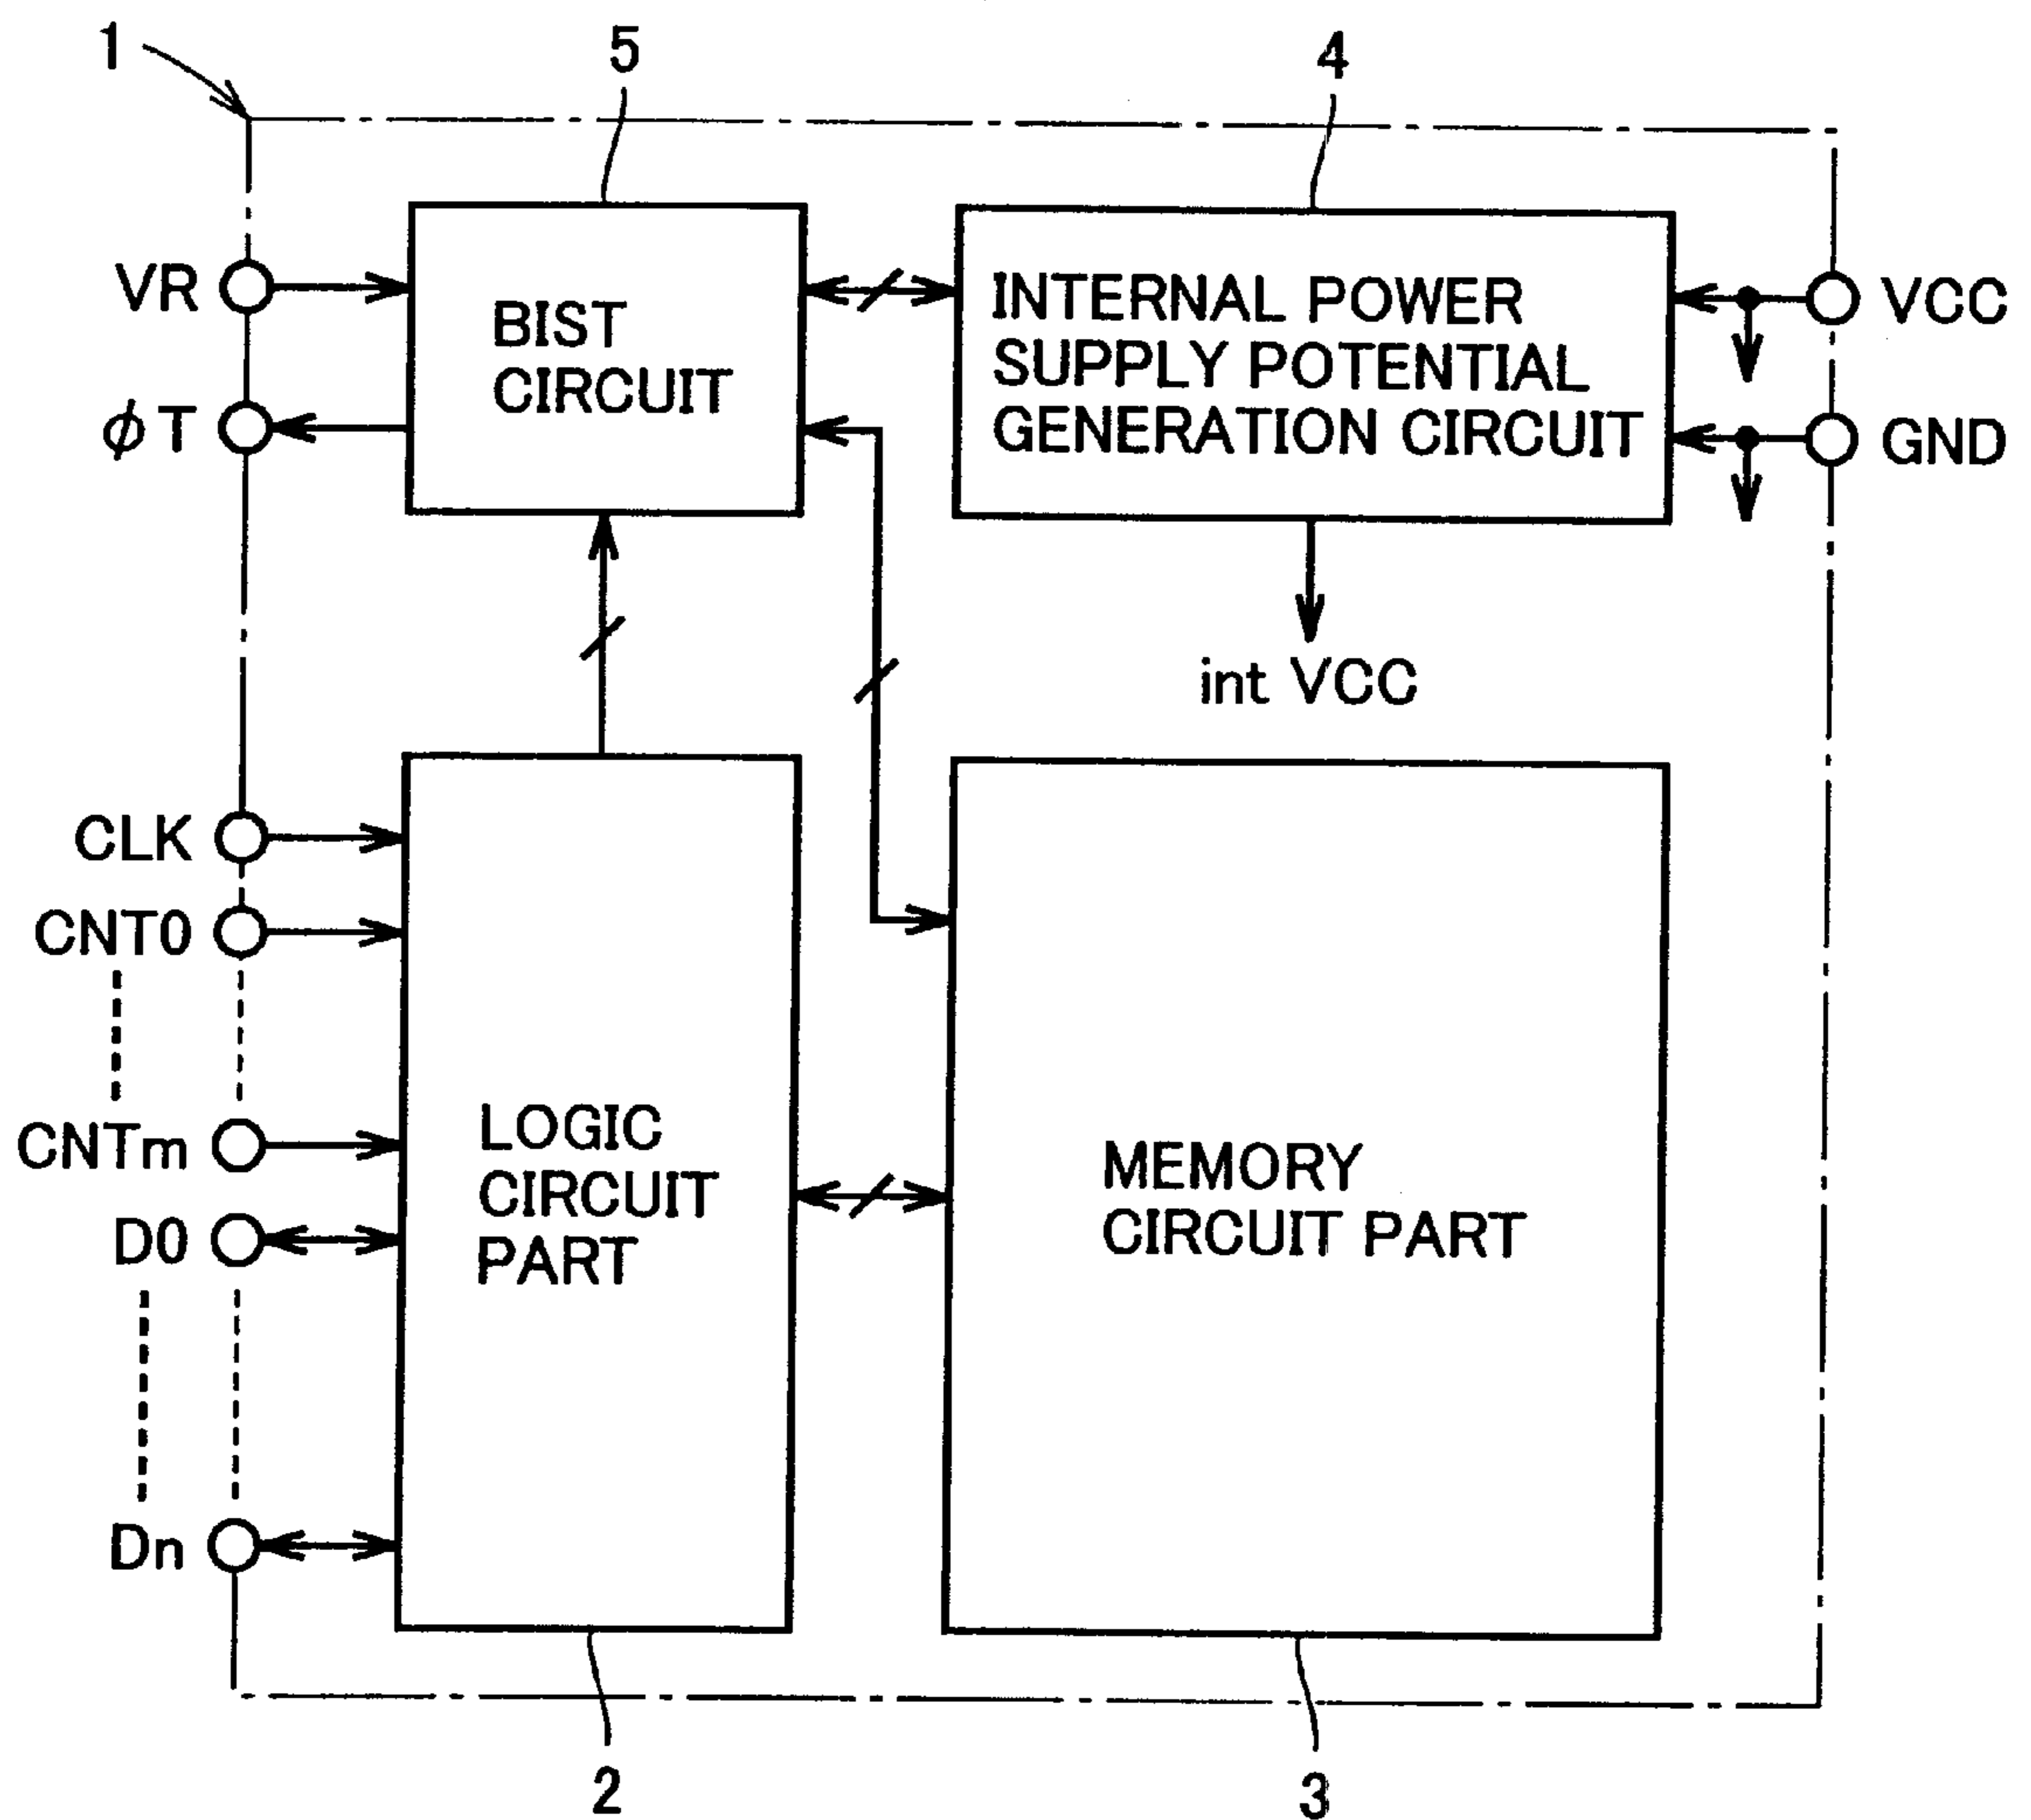 1
5
4
VR
BIST
CIRCUIT
INTERNAL POWER
SUPPLY POTENTIAL
GENERATION CIRCUIT
VCC
φT
GND
int VCC
CLK
CNT0
CNTm
LOGIC
CIRCUIT
PART
MEMORY
CIRCUIT PART
D0
Dn
2
3